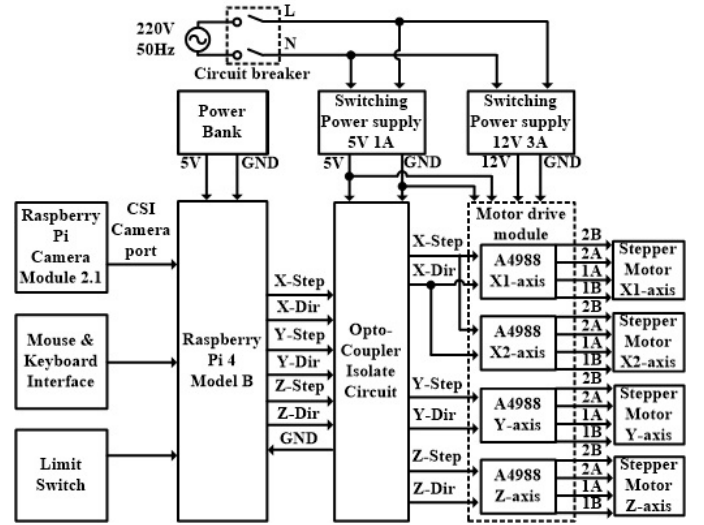 220V
50Hz
L
N
Circuit breaker
Power
Bank
Switching
Power supply
5V 1A
Switching
Power supply
12V 3A
5V
GND
5V
GND
12V
GND
Raspberry
Pi
Camera
Module 2.1
CSI
Camera
port
Mouse &
Keyboard
Interface
Limit
Switch
Raspberry
Pi 4
Model B
X-Step
X-Dir
Y-Step
Y-Dir
Z-Step
Z-Dir
GND
Opto-
Coupler
Isolate
Circuit
X-Step
X-Dir
Y-Step
Y-Dir
Z-Step
Z-Dir
Motor drive
module
A4988
X1-axis
A4988
X2-axis
A4988
Y-axis
A4988
Z-axis
2B
2A
1A
1B
2B
2A
1A
1B
2B
2A
1A
1B
2B
2A
1A
1B
Stepper
Motor
X1-axis
Stepper
Motor
X2-axis
Stepper
Motor
Y-axis
Stepper
Motor
Z-axis